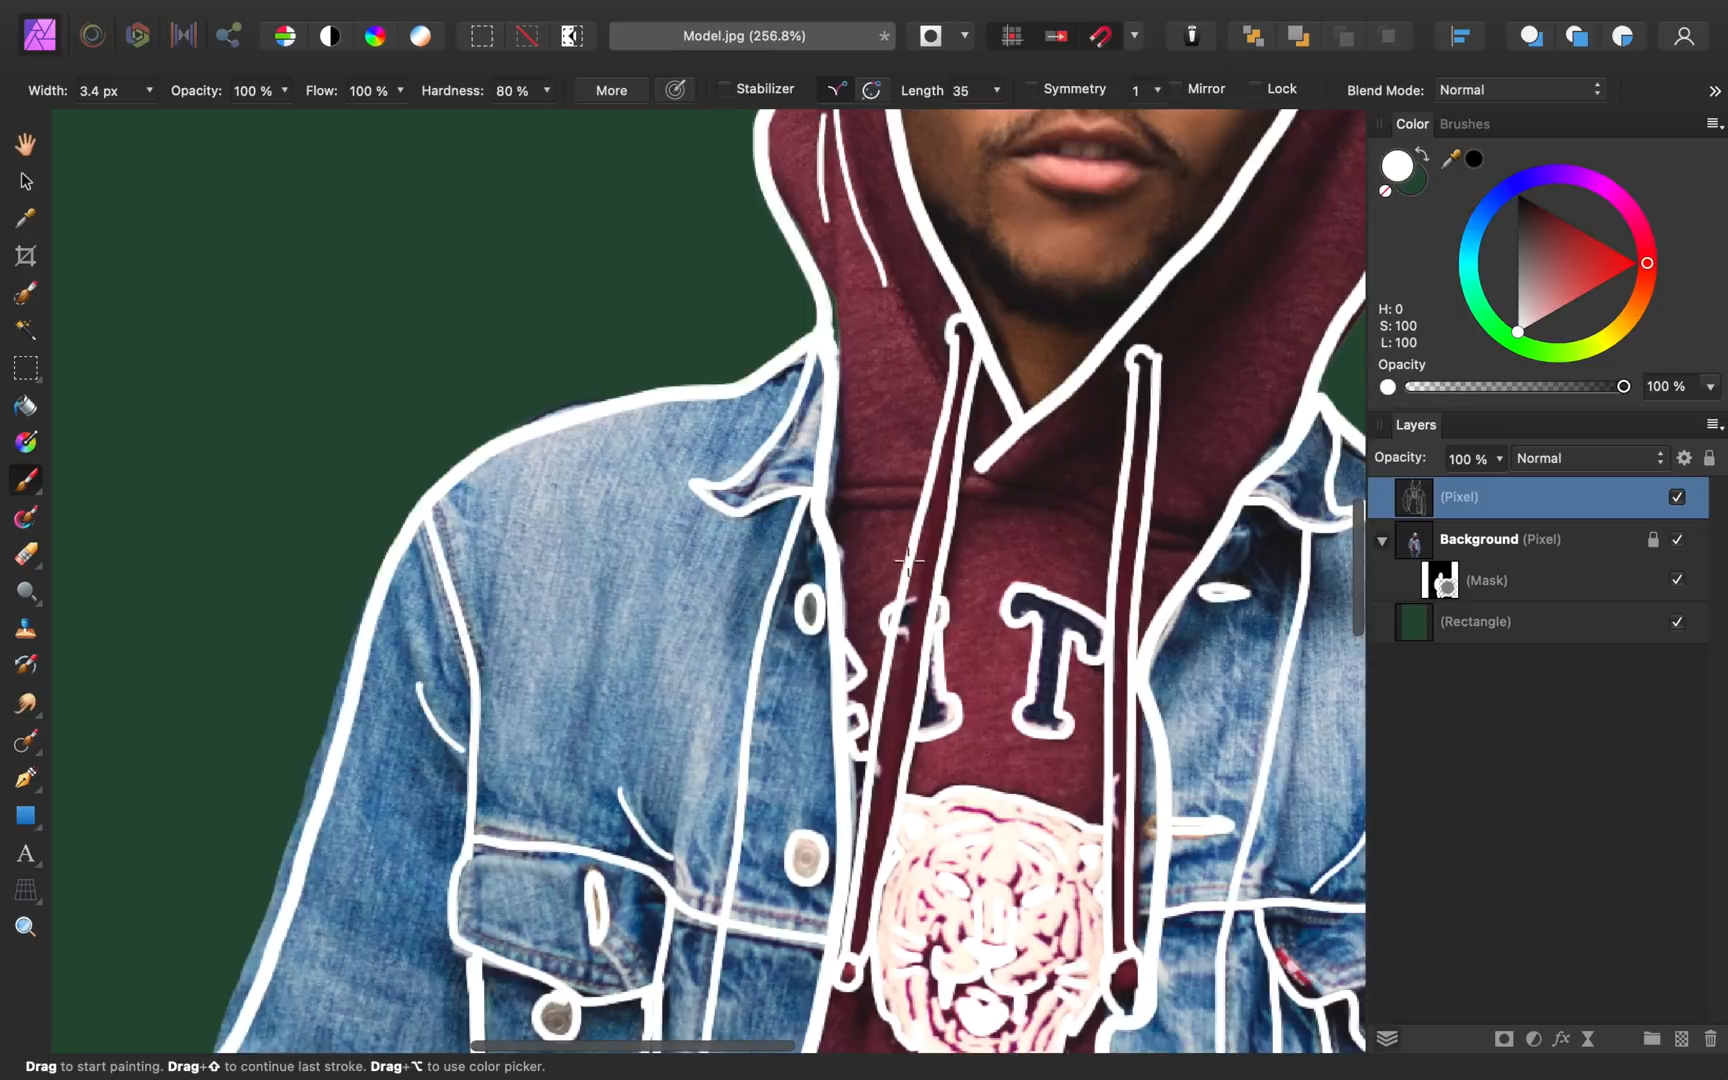 Model.jpg (256.8%)
*
Width: 3.4 px Opacity: 100 % Flow: 100 % Hardness: 80 % More Stabilizer Length 35 Symmetry 1 Mirror Lock Blend Mode: Normal
Color Brushes
H: 0
S: 100
L: 100
Opacity
100 %
Layers
Opacity: 100 % Normal
(Pixel)
Background (Pixel)
(Mask)
(Rectangle)
T
A
Drag to start painting. Drag+⇧ to continue last stroke. Drag+⌥ to use color picker.